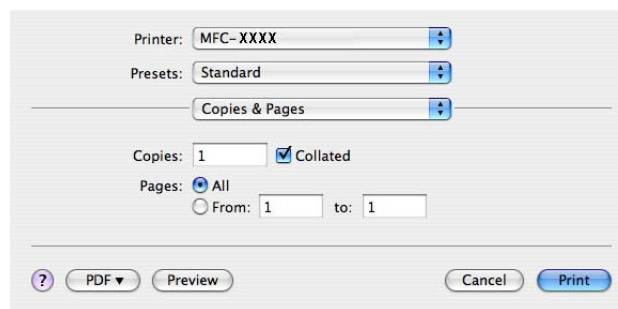 Printer: MFC-XXXX
Presets: Standard
Copies & Pages
Copies: 1 Collated
Pages: All
From: 1 to: 1
? PDF▼ Preview Cancel Print